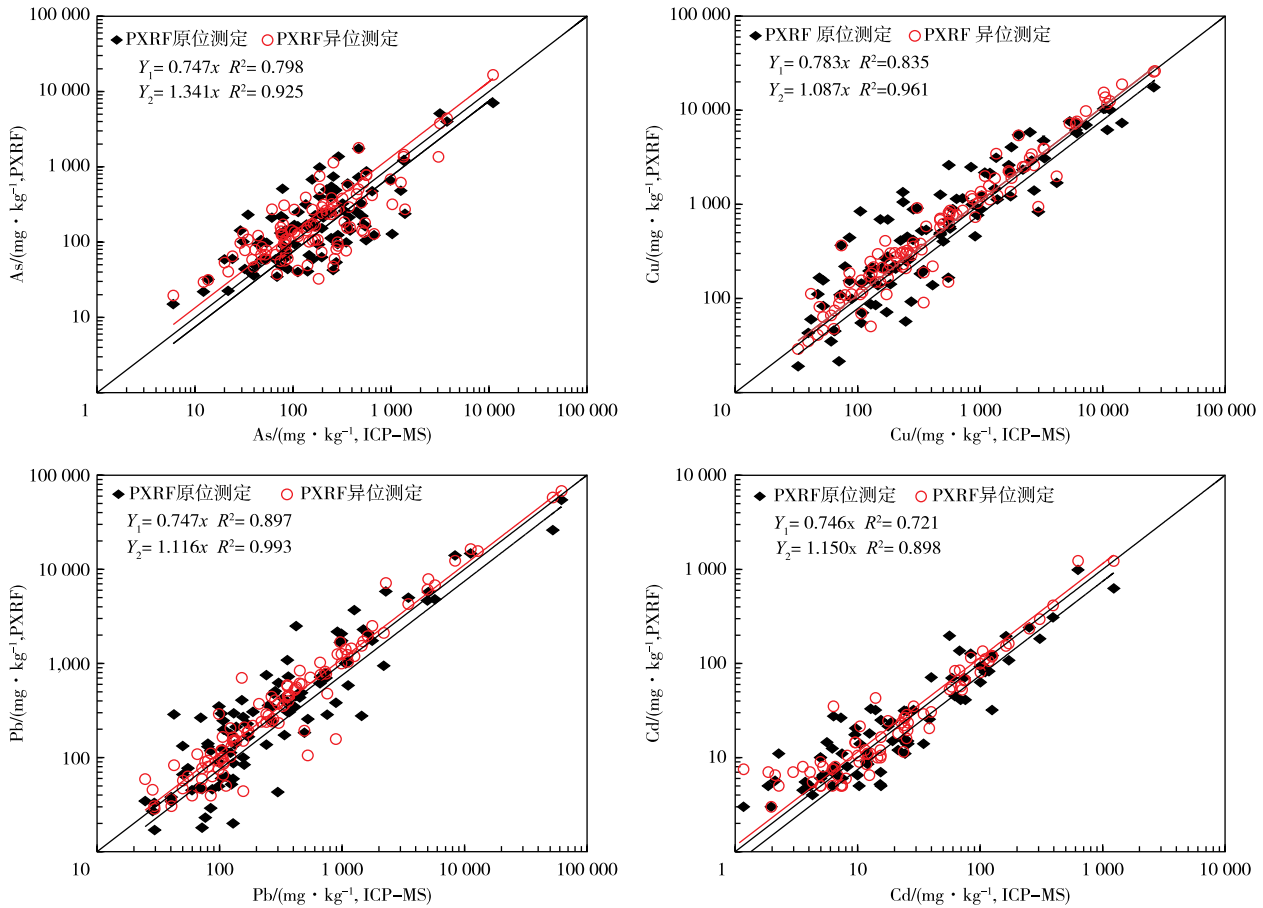 100 000
10 000
1 000
100
10
As/(mg·kg⁻¹,PXRF)
PXRF原位测定 PXRF异位测定
Y₁= 0.747x R²= 0.798
Y₂= 1.341x R²= 0.925
1 10 100 1 000 10 000 100 000
As/(mg·kg⁻¹, ICP-MS)
100 000
10 000
1 000
100
Cu/(mg·kg⁻¹,PXRF)
PXRF 原位测定 PXRF 异位测定
Y₁= 0.783x R²=0.835
Y₂= 1.087x R²=0.961
10 100 1 000 10 000 100 000
Cu/(mg·kg⁻¹, ICP-MS)
100 000
10 000
1,000
100
Pb/(mg·kg⁻¹,PXRF)
PXRF原位测定 PXRF异位测定
Y₁= 0.747x R²= 0.897
Y₂= 1.116x R²= 0.993
10 100 1 000 10 000 100 000
Pb/(mg·kg⁻¹, ICP-MS)
10 000
1 000
100
10
Cd/(mg·kg⁻¹,PXRF)
PXRF原位测定 PXRF异位测定
Y₁= 0.746x R²= 0.721
Y₂= 1.150x R²= 0.898
1 10 100 1 000 10 000
Cd/(mg·kg⁻¹, ICP-MS)